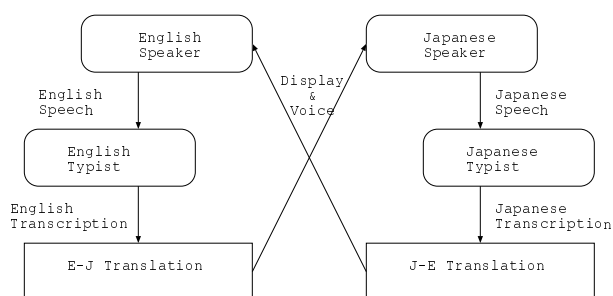 English
Speaker
Japanese
Speaker
Display
&
Voice
English
Speech
Japanese
Speech
English
Typist
Japanese
Typist
English
Transcription
Japanese
Transcription
E-J Translation
J-E Translation